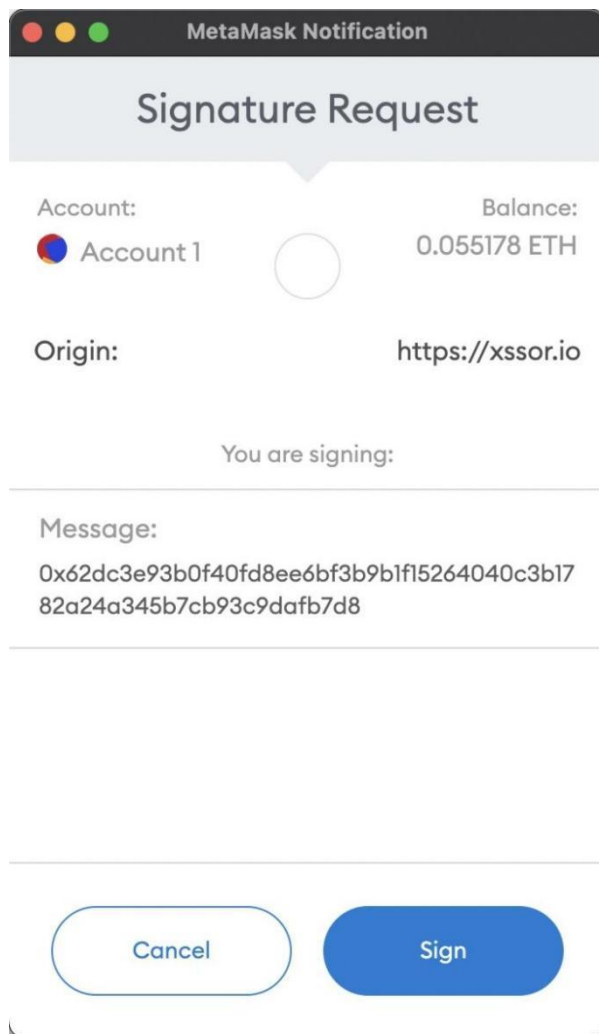 MetaMask Notification
Signature Request
Account: Balance:
Account 1 0.055178 ETH
Origin: https://xssor.io
You are signing:
Message:
0x62dc3e93b0f40fd8ee6bf3b9b1f15264040c3b17
82a24a345b7cb93c9dafb7d8
Cancel Sign